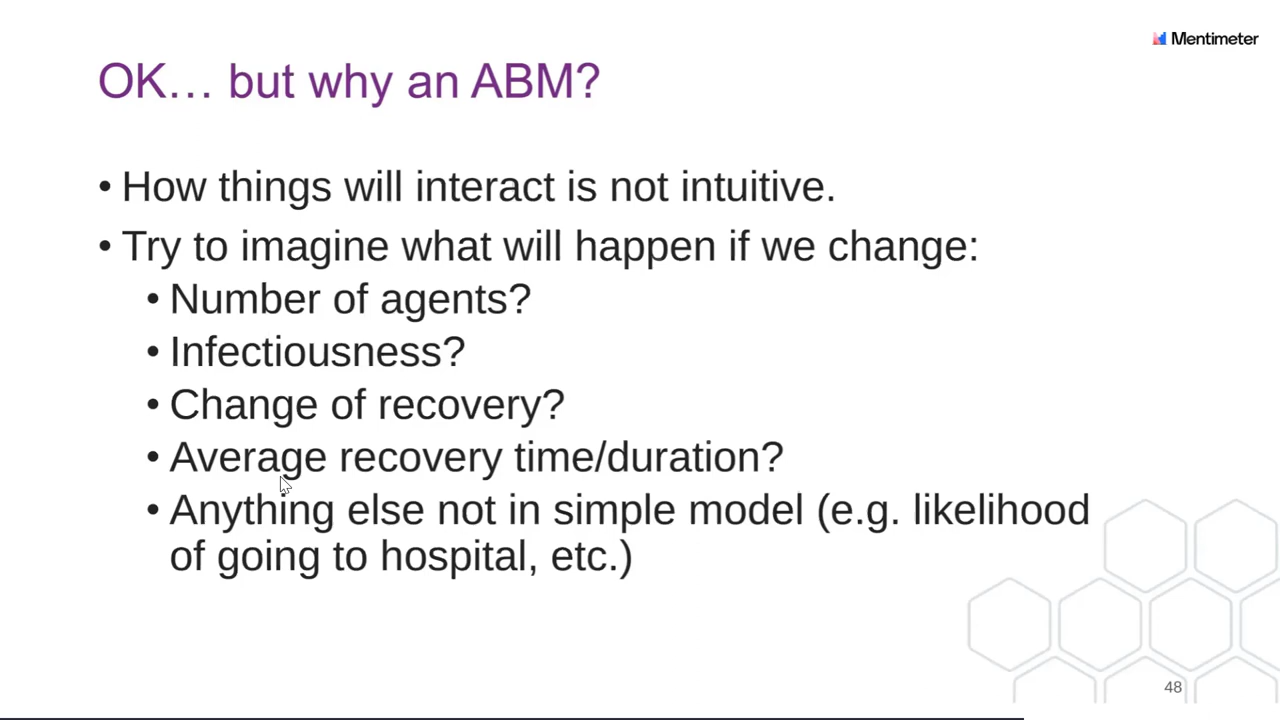 Mentimeter
OK… but why an ABM?
• How things will interact is not intuitive.
• Try to imagine what will happen if we change:
• Number of agents?
• Infectiousness?
• Change of recovery?
• Average recovery time/duration?
• Anything else not in simple model (e.g. likelihood
of going to hospital, etc.)
48